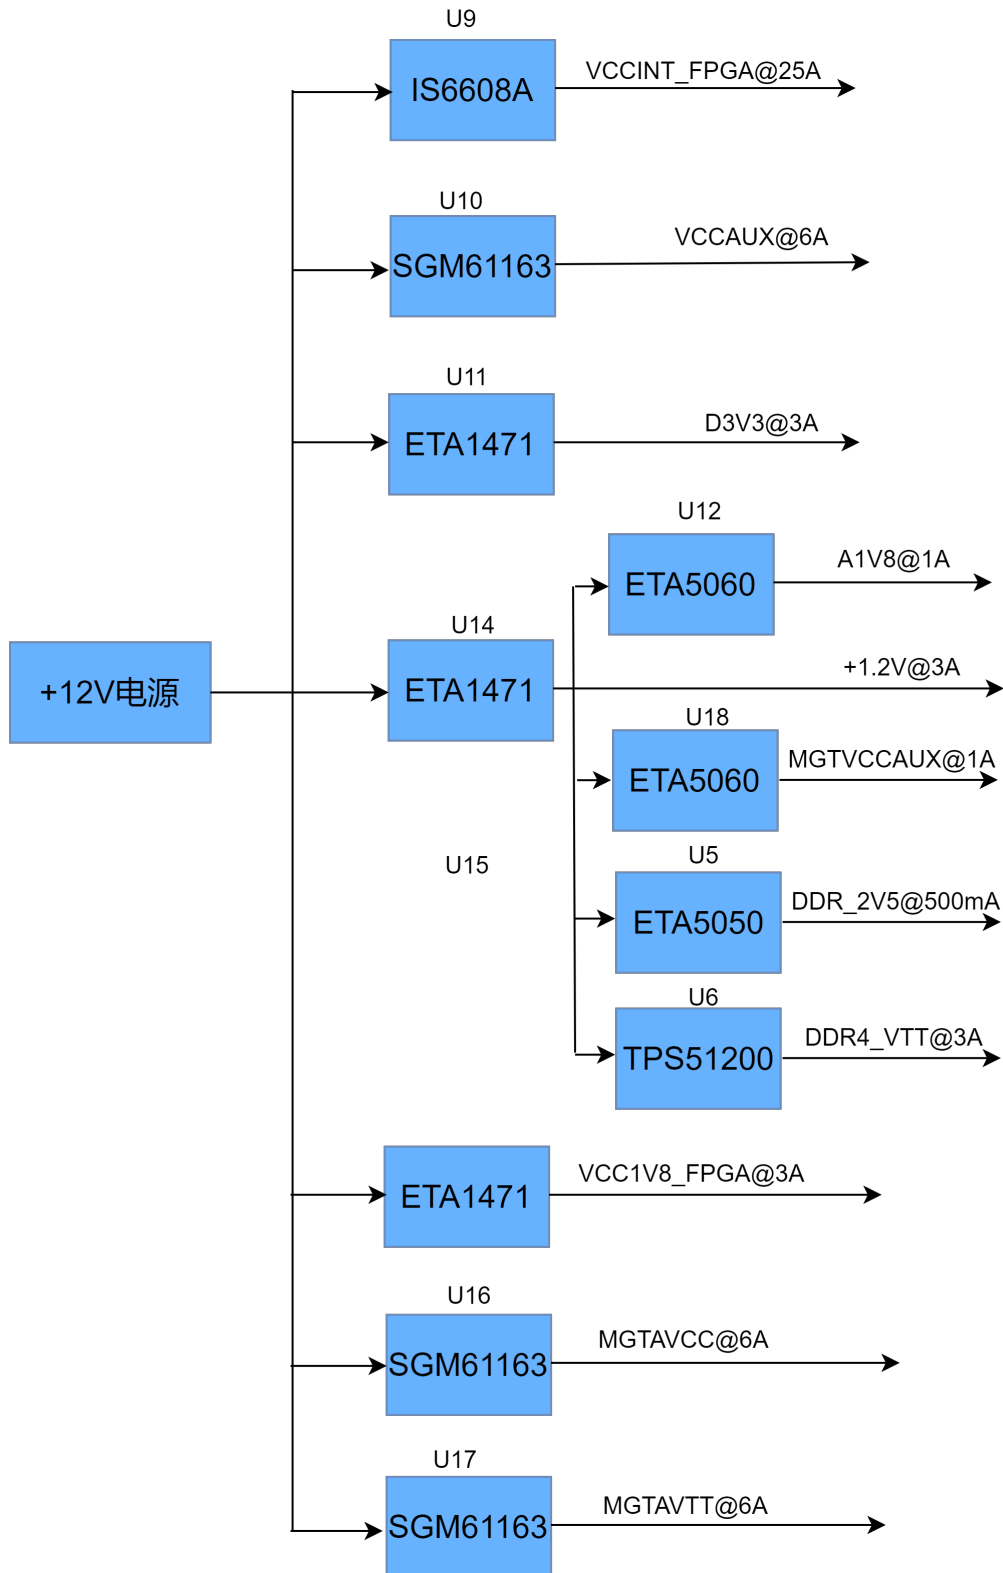 U9
IS6608A
VCCINT_FPGA@25A
U10
SGM61163
VCCAUX@6A
U11
ETA1471
D3V3@3A
U12
ETA5060
A1V8@1A
+12V电源
U14
ETA1471
+1.2V@3A
U18
ETA5060
MGTVCCAUX@1A
U15
U5
ETA5050
DDR_2V5@500mA
U6
TPS51200
DDR4_VTT@3A
ETA1471
VCC1V8_FPGA@3A
U16
SGM61163
MGTAVCC@6A
U17
SGM61163
MGTAVTT@6A